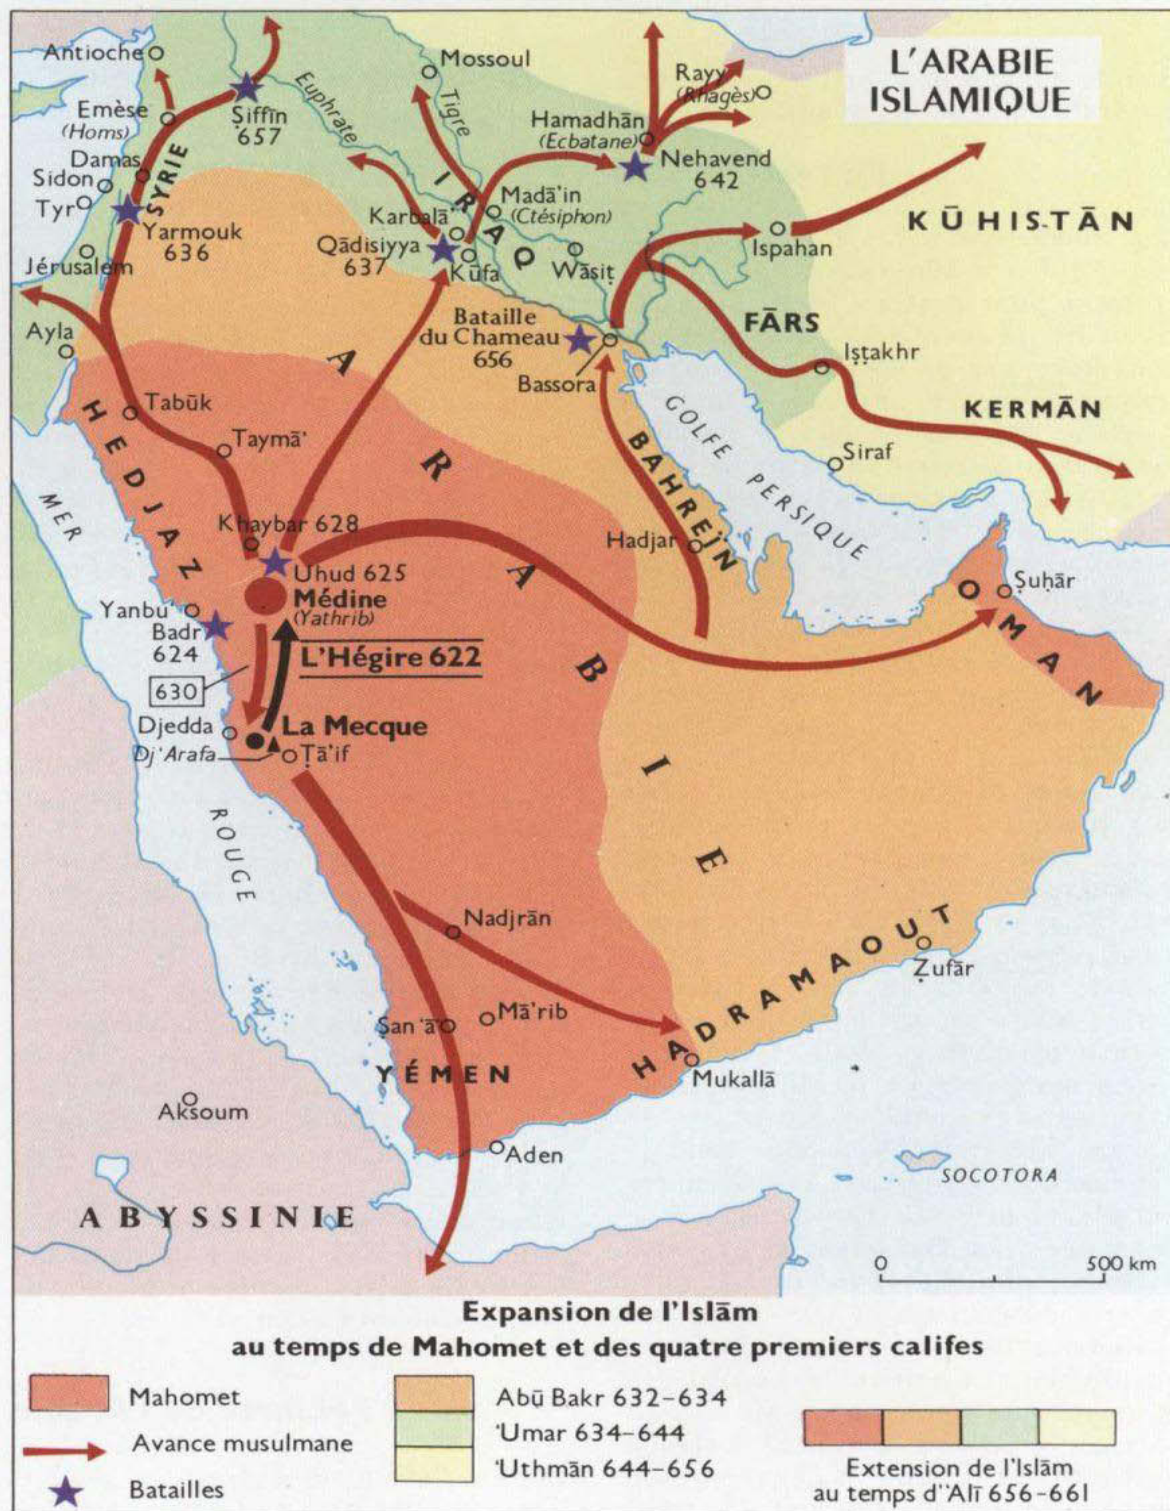 L'ARABIE
ISLAMIQUE
Antioche
Mossoul
Rayy
(Rhagès)
Euphrate
Tigre
Emèse
(Homs)
Ṣiffīn
657
Hamadhān
(Ecbatane)
Nehavend
642
Damas
Sidon
Tyr
SYRIE
IRAQ
Madā'in
(Ctésiphon)
Karbalā
KŪHISTĀN
Yarmouk
636
Qādisiyya
637
Kūfa
Wāsiṭ
Ispahan
Jérusalem
Ayla
Bataille
du Chameau
656
Bassora
FĀRS
Iṣṭakhr
KERMĀN
Tabūk
Taymā'
HEDJAZ
ARABIE
GOLFE PERSIQUE
Siraf
BAHREÏN
MER ROUGE
Khaybar 628
Hadjar
Uhud 625
Médine
(Yathrib)
Ṣuḥār
OMAN
Yanbu'
Badr
624
L'Hégire 622
630
Djedda
La Mecque
Dj 'Arafa
Ṭā'if
Nadjrān
HADRAMAOUT
Ẓufār
Ṣan'ā
Mā'rib
YÉMEN
Mukallā
Aksoum
Aden
SOCOTORA
ABYSSINIE
0 500 km
Expansion de l'Islām
au temps de Mahomet et des quatre premiers califes
Mahomet
Avance musulmane
Batailles
Abū Bakr 632–634
'Umar 634–644
'Uthmān 644–656
Extension de l'Islām
au temps d''Alī 656–661